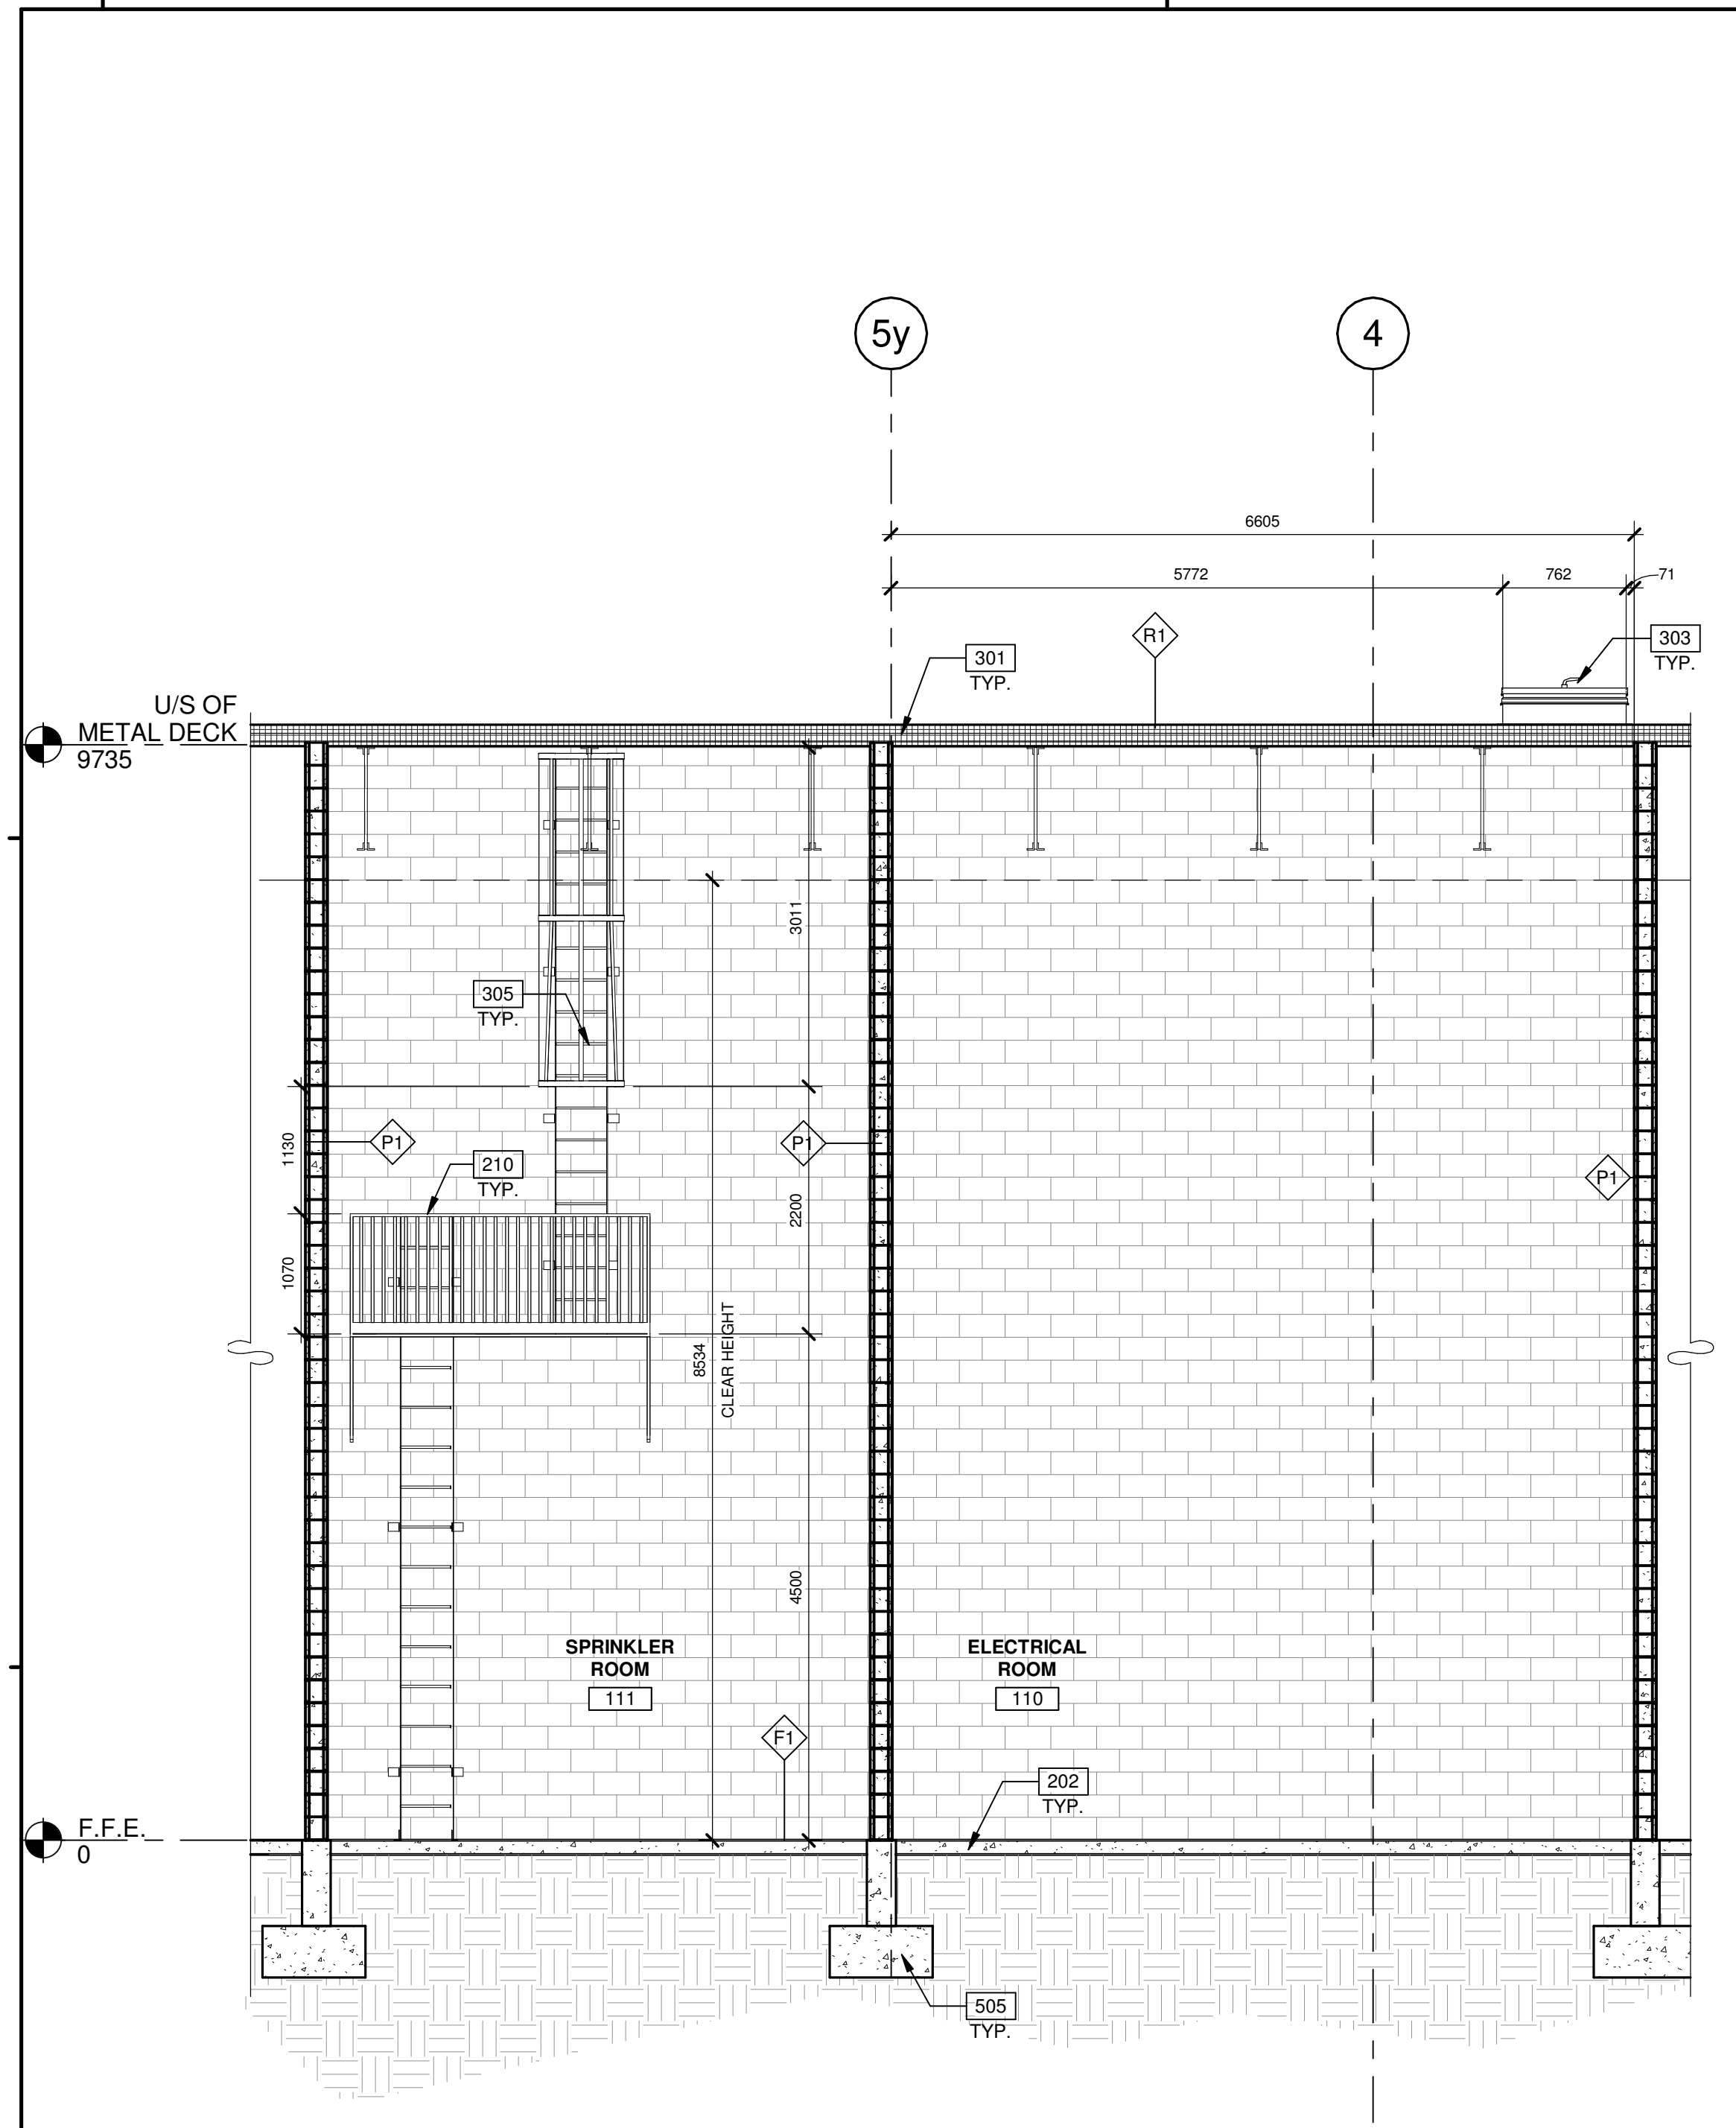 5y
4
6605
5772
762
71
R1
301
TYP.
303
TYP.
U/S OF
METAL DECK
9735
3011
305
TYP.
1130
P1
P1
P1
210
TYP.
2200
1070
8534
CLEAR HEIGHT
4500
SPRINKLER
ROOM
111
ELECTRICAL
ROOM
110
F1
202
TYP.
F.F.E.
0
505
TYP.